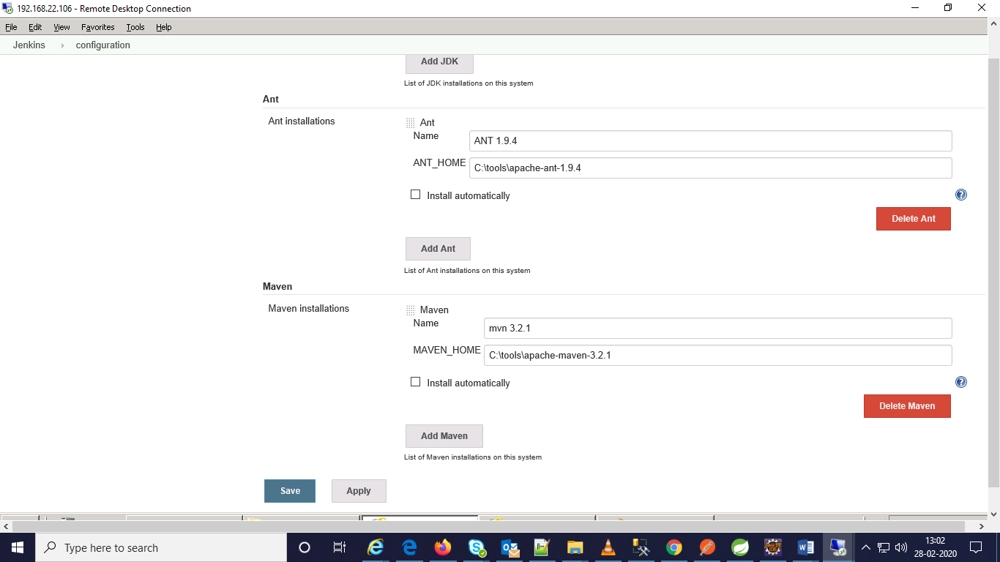 192.168.22.106 - Remote Desktop Connection
File Edit View Favorites Tools Help
Jenkins configuration
Add JDK
List of JDK installations on this system
Ant
Ant installations
Ant
Name
ANT 1.9.4
ANT_HOME
C:\tools\apache-ant-1.9.4
Install automatically
?
Delete Ant
Add Ant
List of Ant installations on this system
Maven
Maven installations
Maven
Name
mvn 3.2.1
MAVEN_HOME
C:\tools\apache-maven-3.2.1
Install automatically
?
Delete Maven
Add Maven
List of Maven installations on this system
Save Apply
Type here to search
13:02
28-02-2020